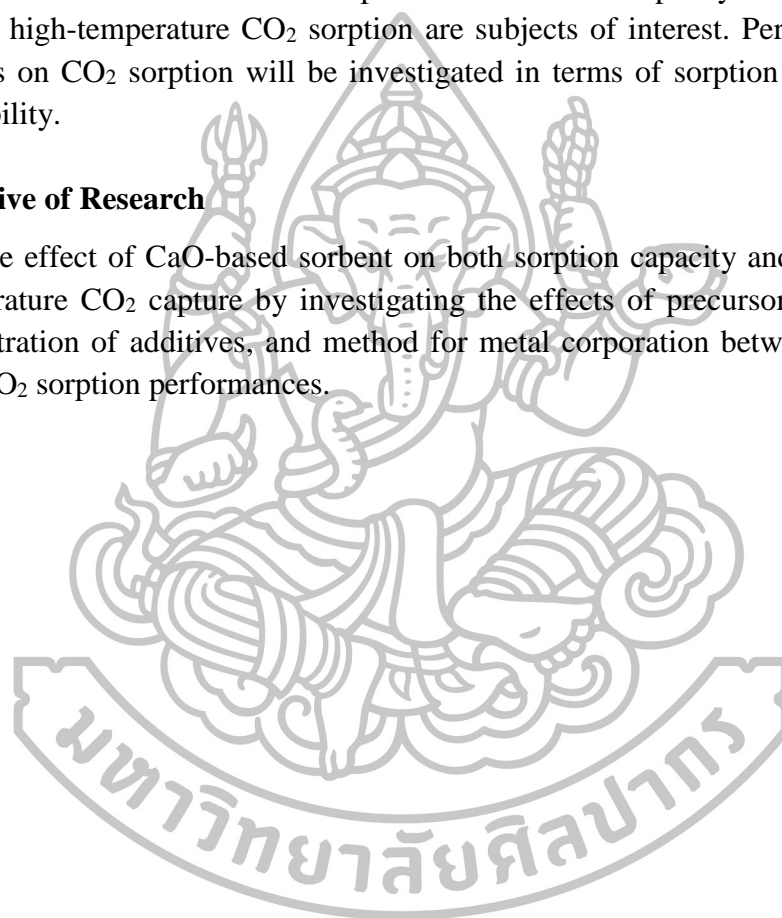 high-temperature CO₂ sorption are subjects of interest. Per
s on CO₂ sorption will be investigated in terms of sorption
bility.
ive of Research
e effect of CaO-based sorbent on both sorption capacity and
rature CO₂ capture by investigating the effects of precursor
tration of additives, and method for metal corporation betw
O₂ sorption performances.
มหาวิทยาลัยศิลปากร